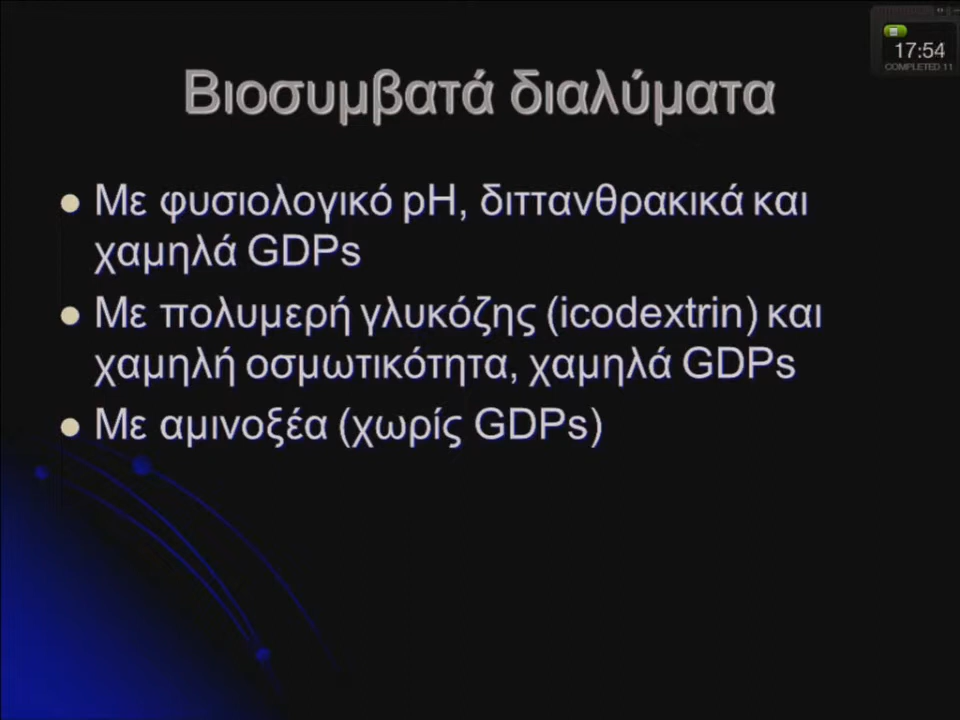 17:54
COMPLETED 11
Βιοσυμβατά διαλύματα
Με φυσιολογικό pH, διττανθρακικά και
χαμηλά GDPs
Με πολυμερή γλυκόζης (icodextrin) και
χαμηλή οσμωτικότητα, χαμηλά GDPs
Με αμινοξέα (χωρίς GDPs)